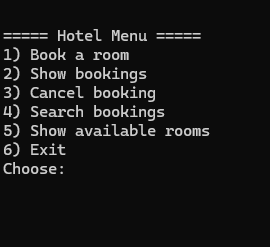 ===== Hotel Menu =====
1) Book a room
2) Show bookings
3) Cancel booking
4) Search bookings
5) Show available rooms
6) Exit
Choose: